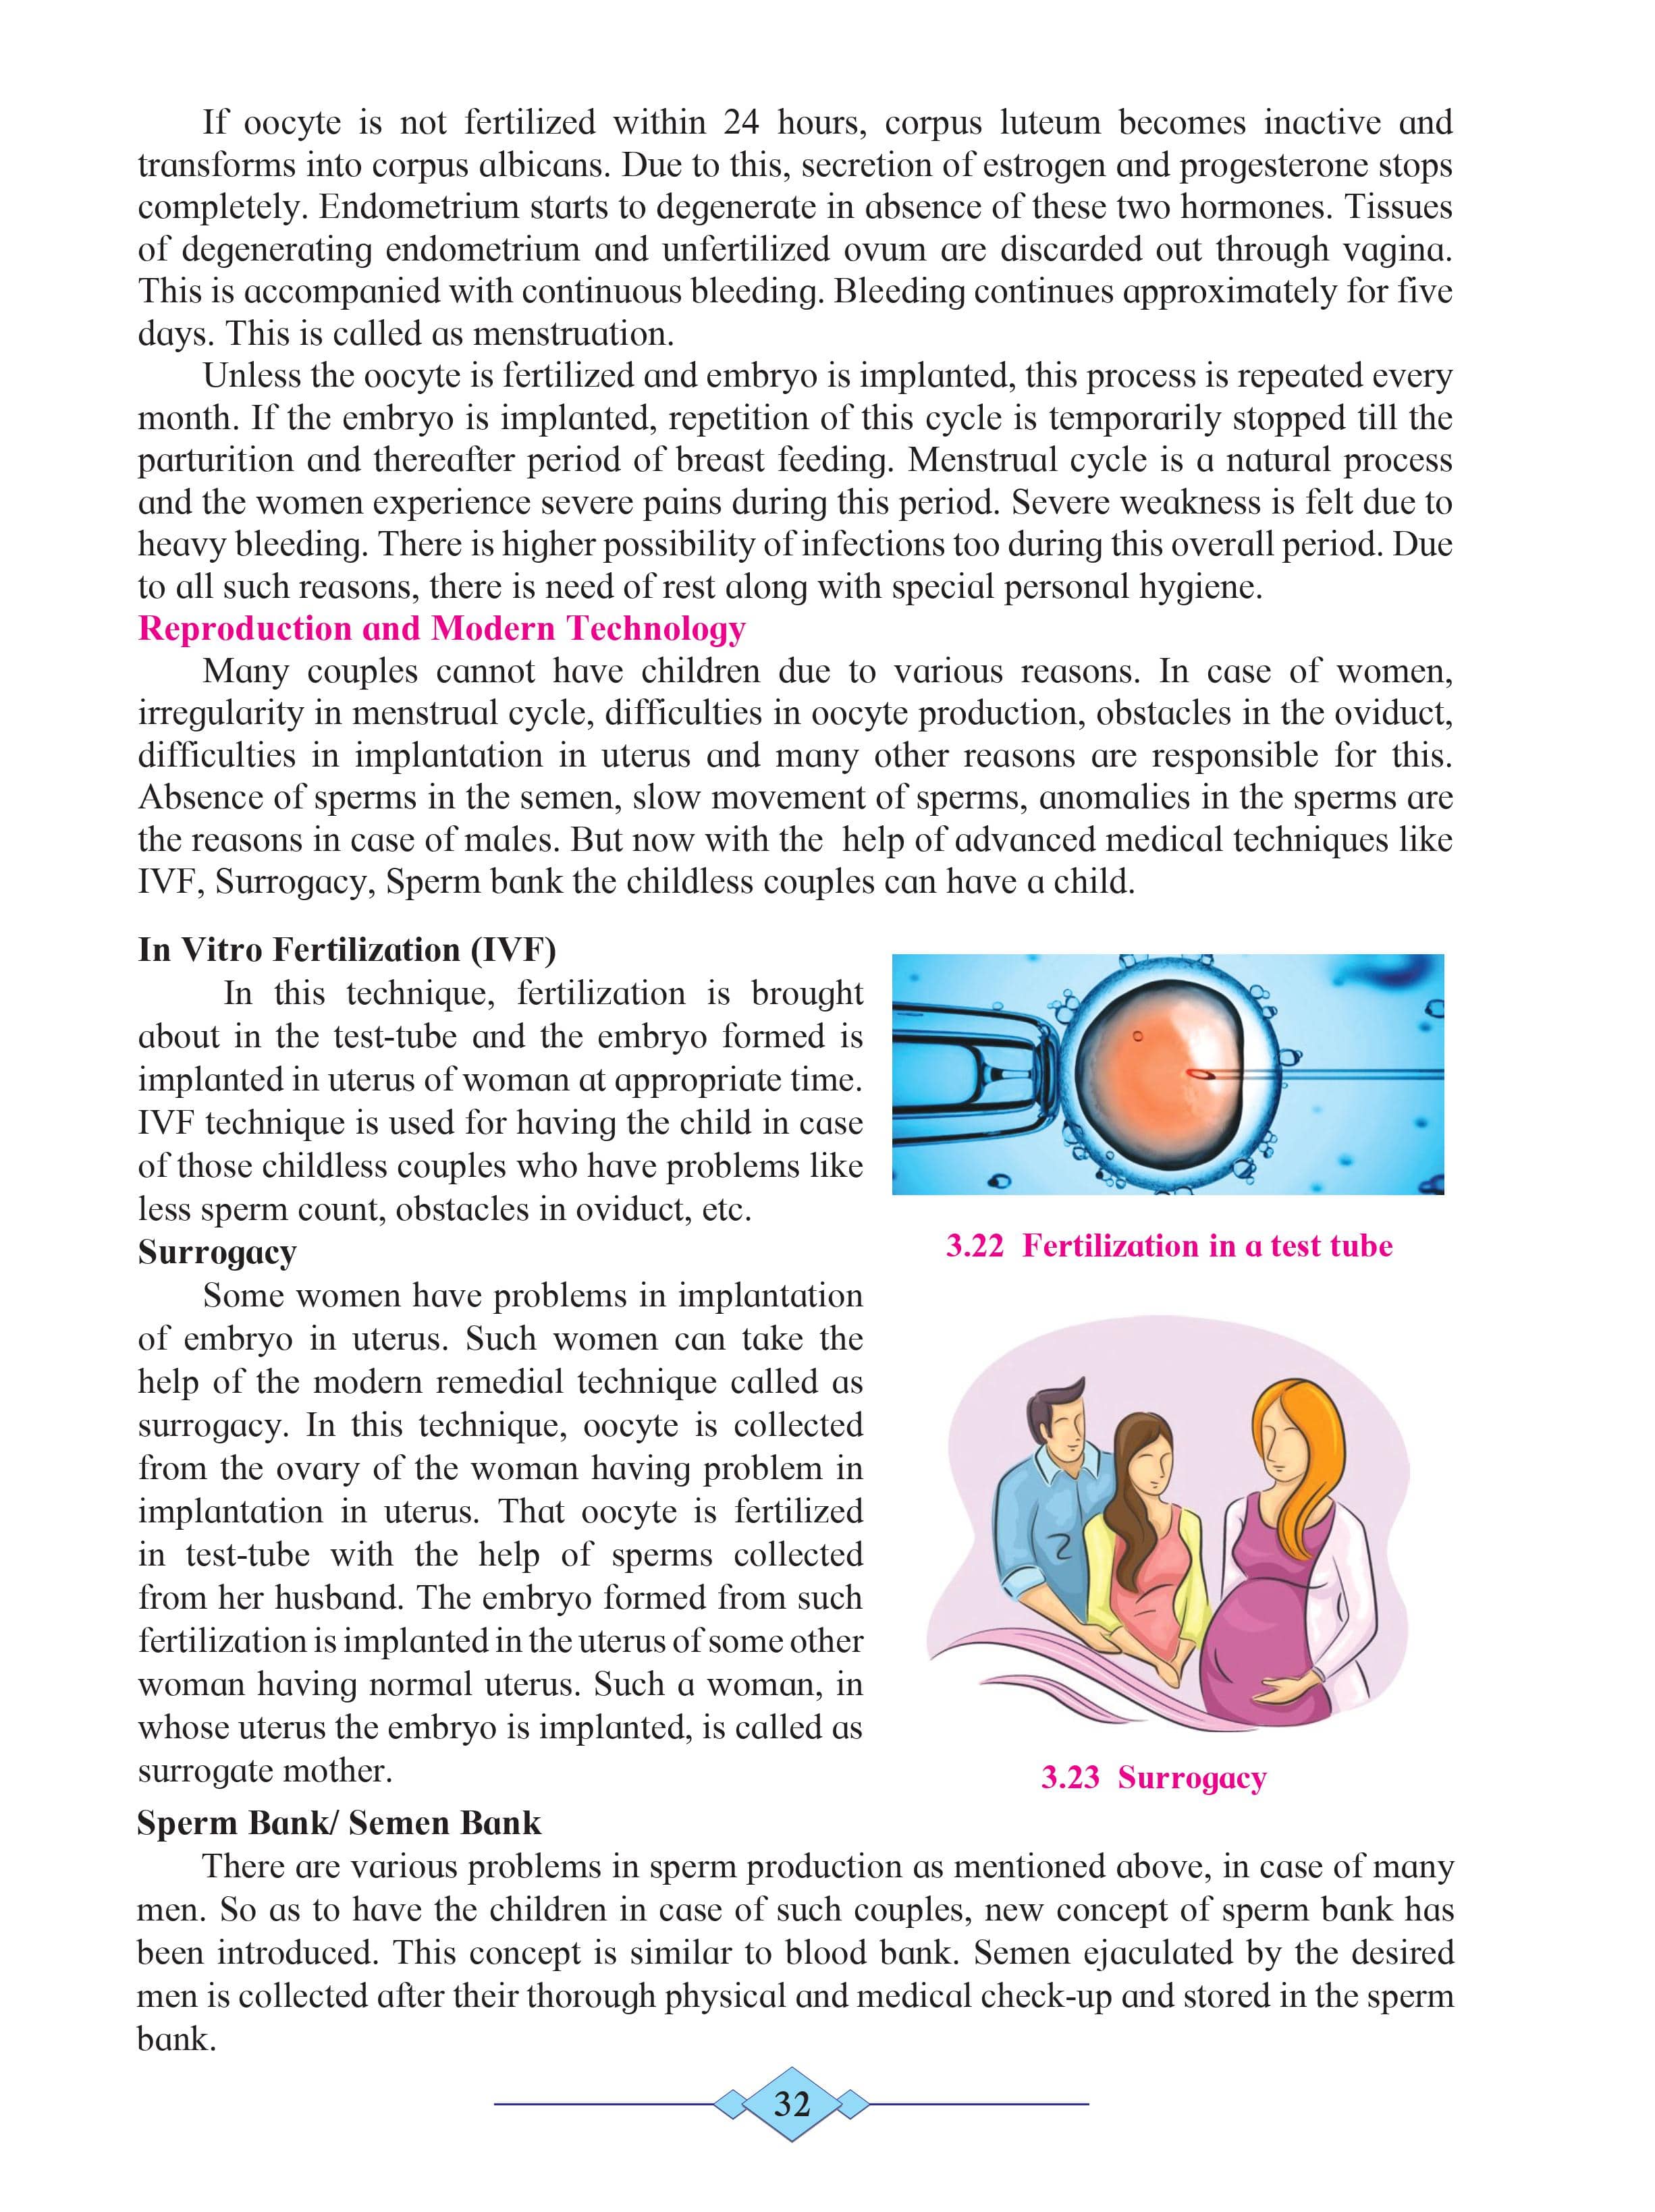 If oocyte is not fertilized within 24 hours, corpus luteum becomes inactive and
transforms into corpus albicans. Due to this, secretion of estrogen and progesterone stops
completely. Endometrium starts to degenerate in absence of these two hormones. Tissues
of degenerating endometrium and unfertilized ovum are discarded out through vagina.
This is accompanied with continuous bleeding. Bleeding continues approximately for five
days. This is called as menstruation.
Unless the oocyte is fertilized and embryo is implanted, this process is repeated every
month. If the embryo is implanted, repetition of this cycle is temporarily stopped till the
parturition and thereafter period of breast feeding. Menstrual cycle is a natural process
and the women experience severe pains during this period. Severe weakness is felt due to
heavy bleeding. There is higher possibility of infections too during this overall period. Due
to all such reasons, there is need of rest along with special personal hygiene.
Reproduction and Modern Technology
Many couples cannot have children due to various reasons. In case of women,
irregularity in menstrual cycle, difficulties in oocyte production, obstacles in the oviduct,
difficulties in implantation in uterus and many other reasons are responsible for this.
Absence of sperms in the semen, slow movement of sperms, anomalies in the sperms are
the reasons in case of males. But now with the help of advanced medical techniques like
IVF, Surrogacy, Sperm bank the childless couples can have a child.
In Vitro Fertilization (IVF)
In this technique, fertilization is brought
about in the test-tube and the embryo formed is
implanted in uterus of woman at appropriate time.
IVF technique is used for having the child in case
of those childless couples who have problems like
less sperm count, obstacles in oviduct, etc.
3.22 Fertilization in a test tube
Surrogacy
Some women have problems in implantation
of embryo in uterus. Such women can take the
help of the modern remedial technique called as
surrogacy. In this technique, oocyte is collected
from the ovary of the woman having problem in
implantation in uterus. That oocyte is fertilized
in test-tube with the help of sperms collected
from her husband. The embryo formed from such
fertilization is implanted in the uterus of some other
woman having normal uterus. Such a woman, in
whose uterus the embryo is implanted, is called as
surrogate mother.
3.23 Surrogacy
Sperm Bank/ Semen Bank
There are various problems in sperm production as mentioned above, in case of many
men. So as to have the children in case of such couples, new concept of sperm bank has
been introduced. This concept is similar to blood bank. Semen ejaculated by the desired
men is collected after their thorough physical and medical check-up and stored in the sperm
bank.
32